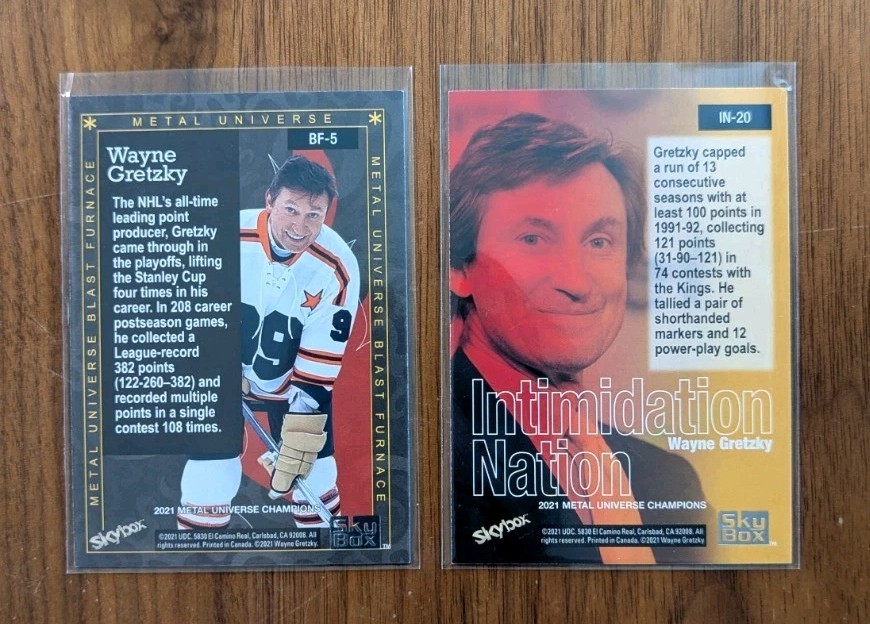 * METAL UNIVERSE *
BF-5
METAL UNIVERSE BLAST FURNACE
METAL UNIVERSE BLAST FURNACE
Wayne
Gretzky
The NHL's all-time
leading point
producer, Gretzky
came through in
the playoffs, lifting
the Stanley Cup
four times in his
career. In 208 career
postseason games,
he collected a
League-record
382 points
(122-260–382) and
recorded multiple
points in a single
contest 108 times.
99
9
2021 METAL UNIVERSE CHAMPIONS
Skybox
©2021 UDC. 5830 El Camino Real, Carlsbad, CA 92008. All
rights reserved. Printed in Canada. ©2021 Wayne Gretzky.
Sky
Box
TM
IN-20
Gretzky capped
a run of 13
consecutive
seasons with at
least 100 points in
1991-92, collecting
121 points
(31-90–121) in
74 contests with
the Kings. He
tallied a pair of
shorthanded
markers and 12
power-play goals.
Intimidation
Nation
Wayne Gretzky
2021 METAL UNIVERSE CHAMPIONS
Skybox
©2021 UDC. 5830 El Camino Real, Carlsbad, CA 92008. All
rights reserved. Printed in Canada. ©2021 Wayne Gretzky
Sky
Box
TM